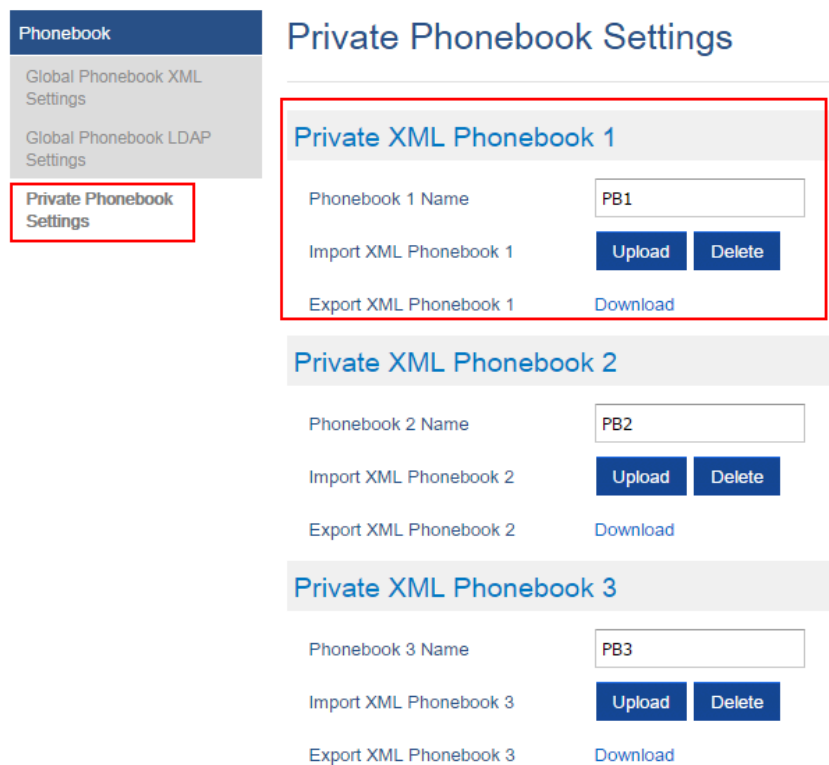 Phonebook
Global Phonebook XML
Settings
Global Phonebook LDAP
Settings
Private Phonebook
Settings
Private Phonebook Settings
Private XML Phonebook 1
Phonebook 1 Name PB1
Import XML Phonebook 1 Upload Delete
Export XML Phonebook 1 Download
Private XML Phonebook 2
Phonebook 2 Name PB2
Import XML Phonebook 2 Upload Delete
Export XML Phonebook 2 Download
Private XML Phonebook 3
Phonebook 3 Name PB3
Import XML Phonebook 3 Upload Delete
Export XML Phonebook 3 Download